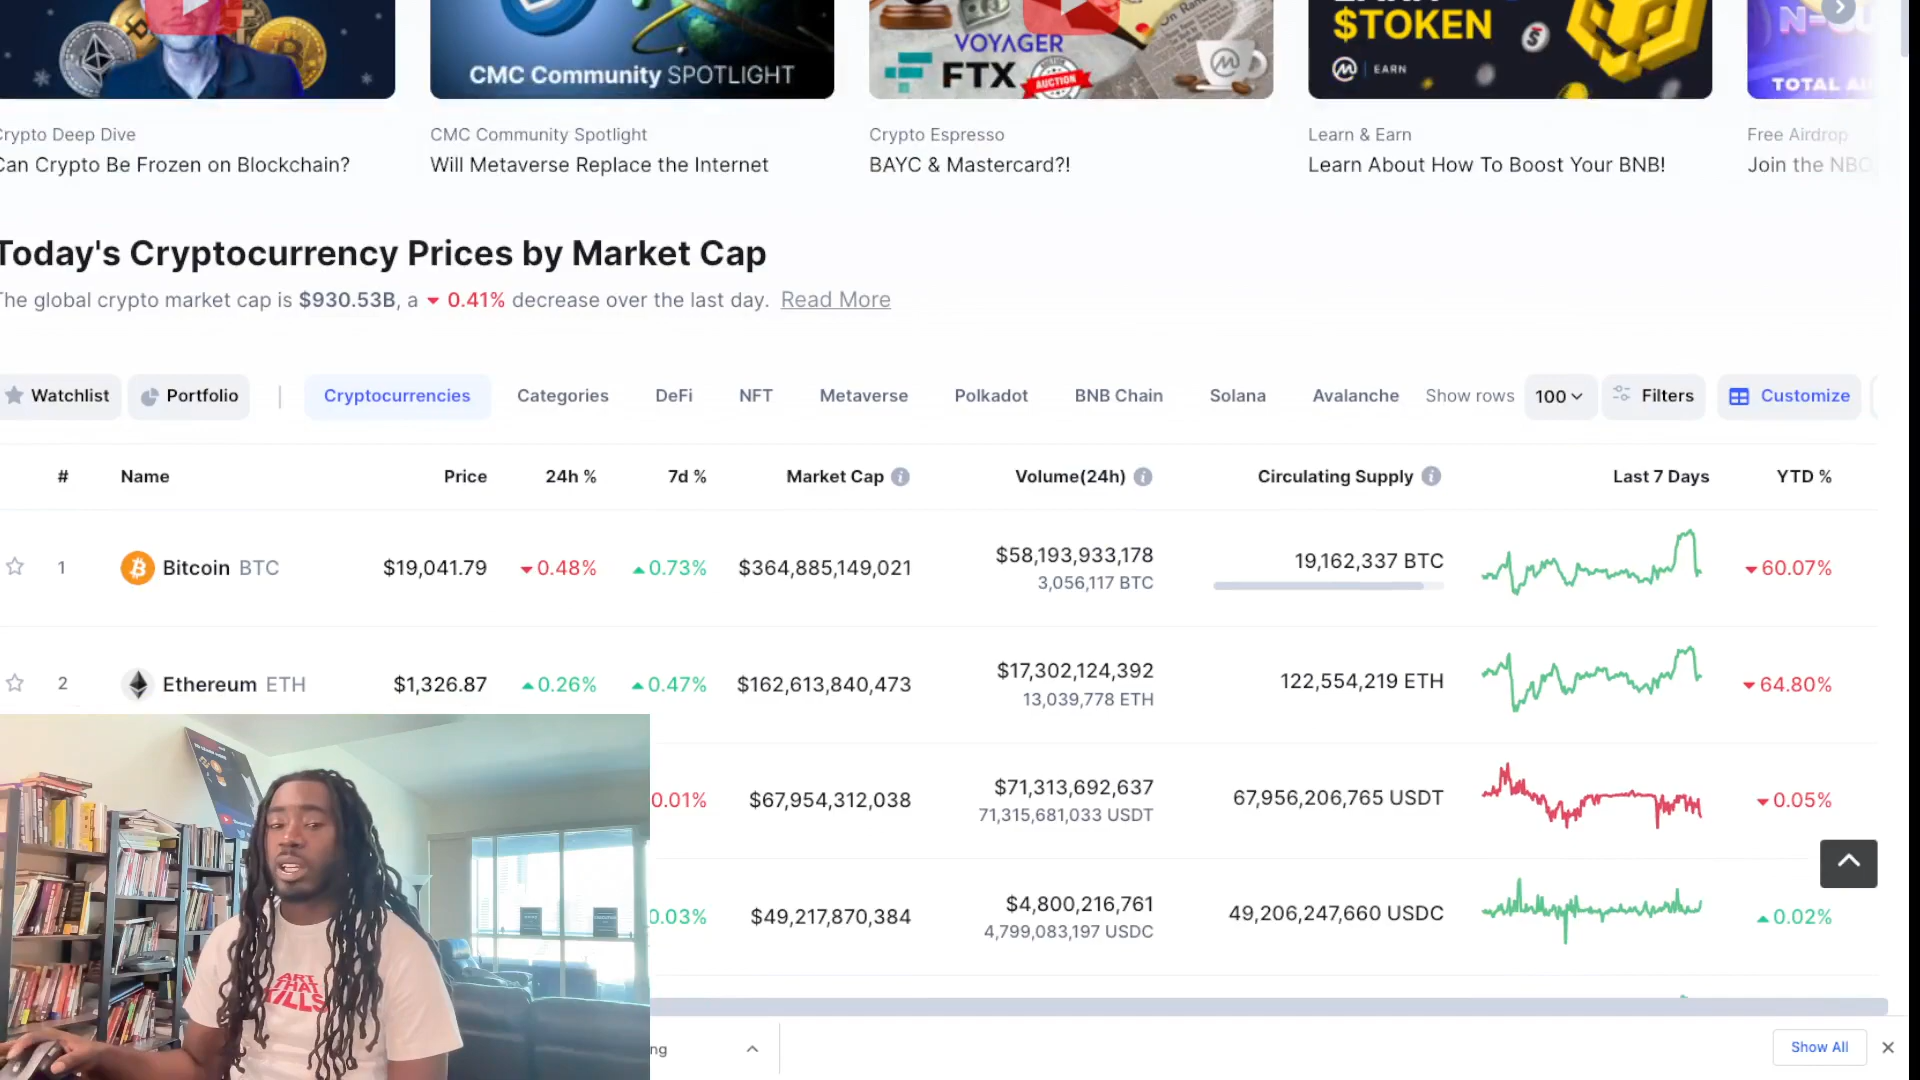 $TOKEN
VOYAGER
FTX
AUCTION
CMC Community SPOTLIGHT
EARN
Crypto Deep Dive
CMC Community Spotlight
Crypto Espresso
Learn & Earn
Free Airdrop
Can Crypto Be Frozen on Blockchain?
Will Metaverse Replace the Internet
BAYC & Mastercard?!
Learn About How To Boost Your BNB!
Join the NBC
Today's Cryptocurrency Prices by Market Cap
The global crypto market cap is $930.53B, a 0.41% decrease over the last day. Read More
Watchlist
Portfolio
Cryptocurrencies
Categories
DeFi
NFT
Metaverse
Polkadot
BNB Chain
Solana
Avalanche
Show rows
100
Filters
Customize
# Name Price 24h % 7d % Market Cap Volume(24h) Circulating Supply Last 7 Days YTD %
1 Bitcoin BTC $19,041.79 0.48% 0.73% $364,885,149,021 $58,193,933,178 19,162,337 BTC 60.07%
3,056,117 BTC
2 Ethereum ETH $1,326.87 0.26% 0.47% $162,613,840,473 $17,302,124,392 122,554,219 ETH 64.80%
13,039,778 ETH
0.01% $67,954,312,038 $71,313,692,637 67,956,206,765 USDT 0.05%
71,315,681,033 USDT
0.03% $49,217,870,384 $4,800,216,761 49,206,247,660 USDC 0.02%
4,799,083,197 USDC
ART
THAT
KILLS
ng
Show All